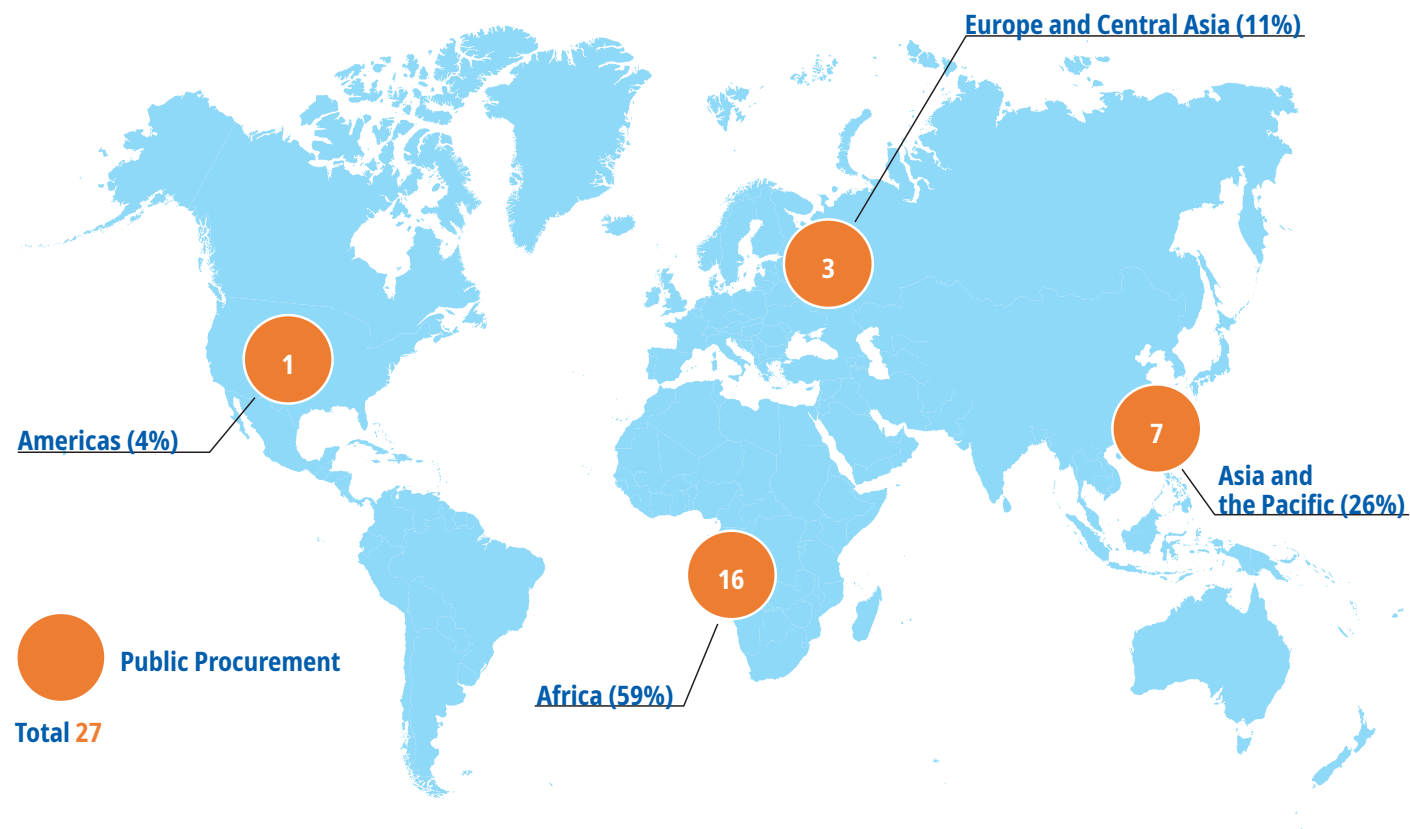 Europe and Central Asia (11%)
3
1
Americas (4%)
7
Asia and
the Pacific (26%)
16
Africa (59%)
Public Procurement
Total 27